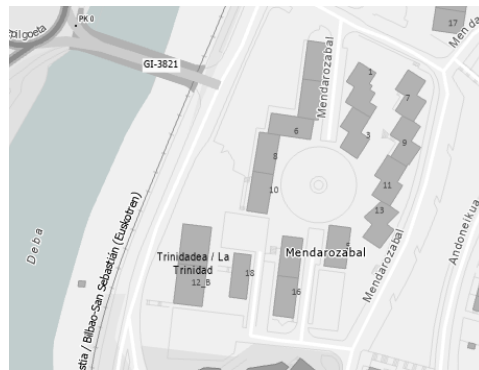 PK 0
GI-3821
17
Mendarozabal
1
7
6
3
9
8
10
11
13
Mendarozabal
Andoneikua
Deba
Trinidadea / La
Trinidad
12_B
18
16
Mendarozabal
stia / Bilbao-San Sebastián (Euskotren)